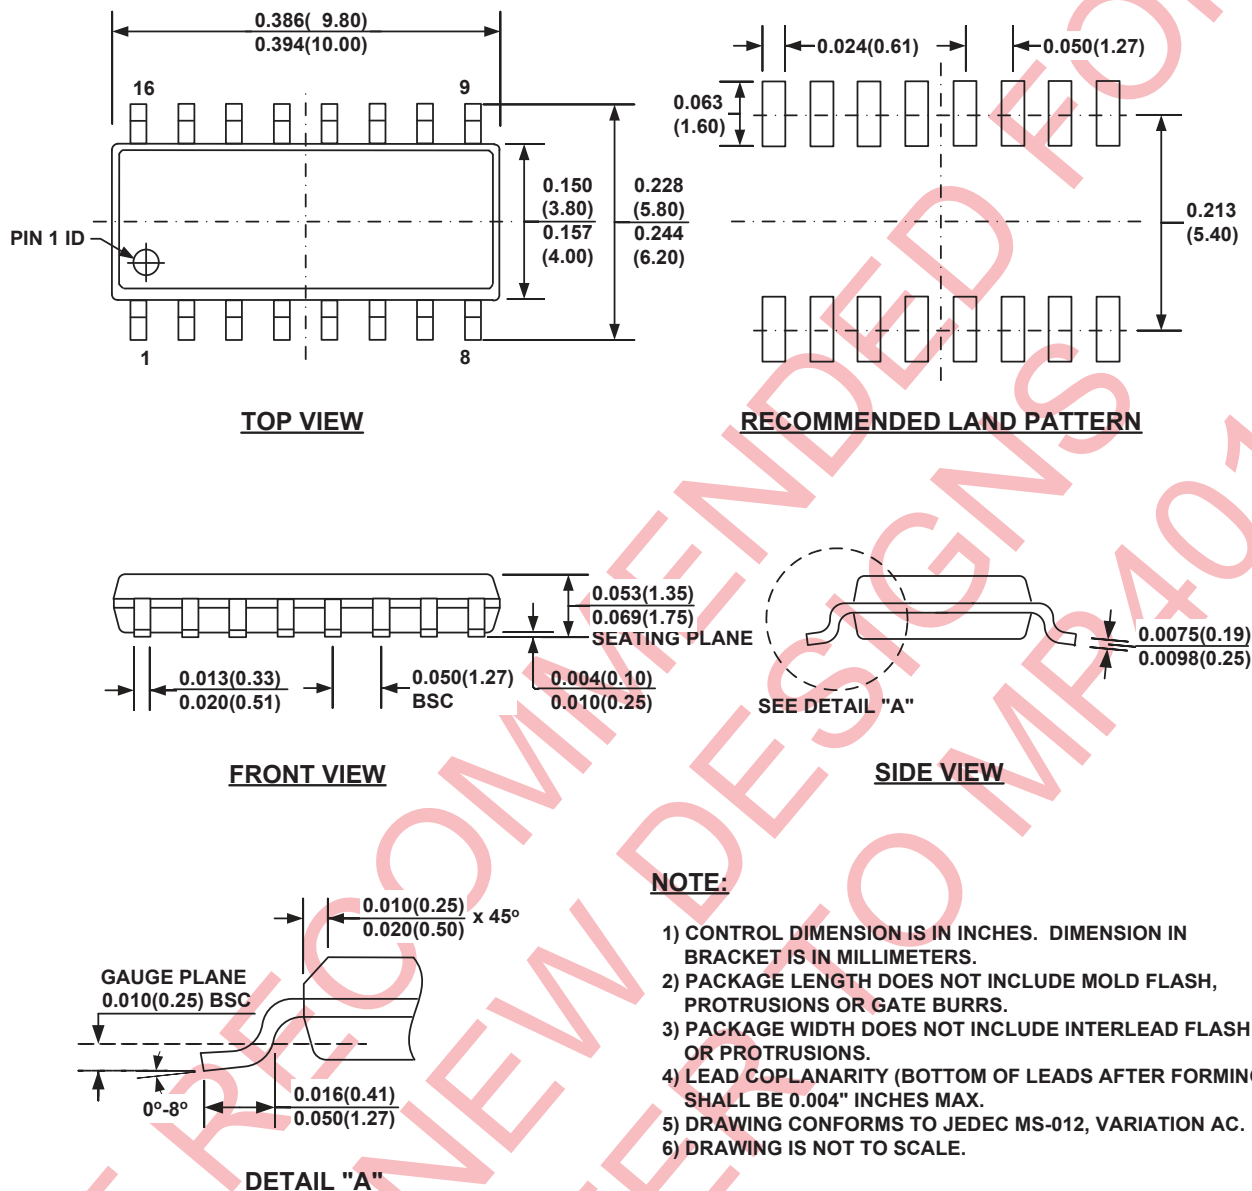 0.386( 9.80)
0.394(10.00)
16
9
0.150
(3.80)
0.157
(4.00)
0.228
(5.80)
0.244
(6.20)
PIN 1 ID
1
8
TOP VIEW
0.024(0.61)
0.050(1.27)
0.063
(1.60)
0.213
(5.40)
RECOMMENDED LAND PATTERN
0.053(1.35)
0.069(1.75)
SEATING PLANE
0.013(0.33)
0.020(0.51)
0.050(1.27)
BSC
0.004(0.10)
0.010(0.25)
FRONT VIEW
0.0075(0.19)
0.0098(0.25)
SEE DETAIL "A"
SIDE VIEW
0.010(0.25)
0.020(0.50)
x 45º
GAUGE PLANE
0.010(0.25) BSC
0º-8º
0.016(0.41)
0.050(1.27)
DETAIL "A"
NOTE:
1) CONTROL DIMENSION IS IN INCHES. DIMENSION IN
BRACKET IS IN MILLIMETERS.
2) PACKAGE LENGTH DOES NOT INCLUDE MOLD FLASH,
PROTRUSIONS OR GATE BURRS.
3) PACKAGE WIDTH DOES NOT INCLUDE INTERLEAD FLASH
OR PROTRUSIONS.
4) LEAD COPLANARITY (BOTTOM OF LEADS AFTER FORMING
SHALL BE 0.004" INCHES MAX.
5) DRAWING CONFORMS TO JEDEC MS-012, VARIATION AC.
6) DRAWING IS NOT TO SCALE.
RECOMMENDED FO
NEW DESIGNS
TO MP401